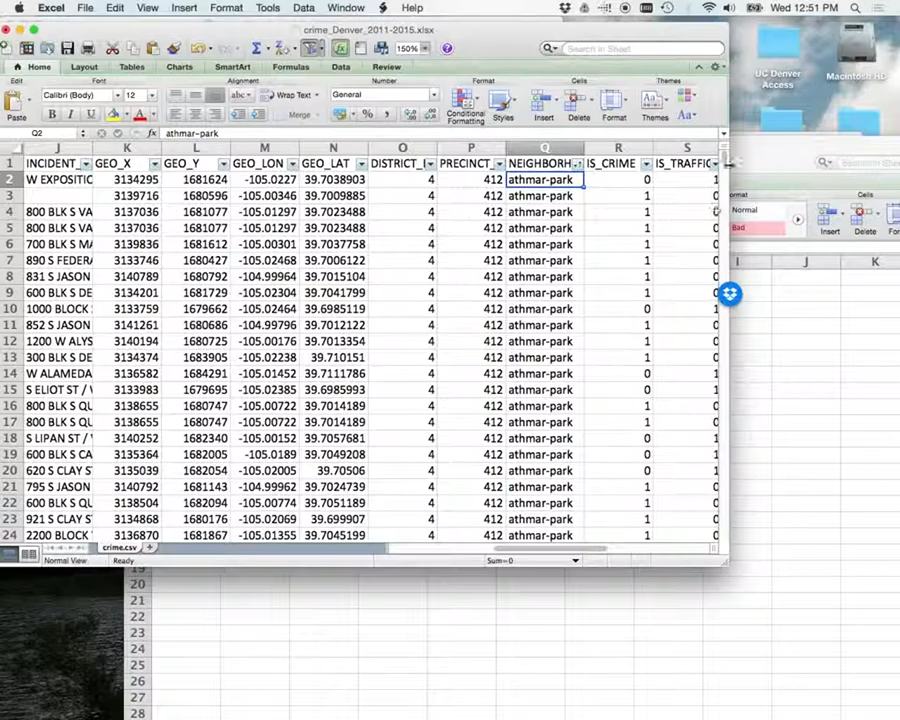 Excel File Edit View Insert Format Tools Data Window Help Wed 12:51 PM
crime_Denver_2011-2015.xlsx
150% Search in Sheet
Home Layout Tables Charts SmartArt Formulas Data Review
Edit Font Alignment Number Format Cells Themes
Calibri (Body) 12 abc Wrap Text General
Paste B I U Merge % Conditional Formatting Styles Insert Delete Format Themes Aa
Q2 fx athmar-park
J K L M N O P Q R S
1 INCIDENT_ GEO_X GEO_Y GEO_LON GEO_LAT DISTRICT_I PRECINCT_ NEIGHBORH IS_CRIME IS_TRAFFIC
2 W EXPOSITIC 3134295 1681624 -105.0227 39.7038903 4 412 athmar-park 0 1
3 3139716 1680596 -105.00346 39.7009885 4 412 athmar-park 1 0
4 800 BLK S VA 3137036 1681077 -105.01297 39.7023488 4 412 athmar-park 1 0
5 800 BLK S VA 3137036 1681077 -105.01297 39.7023488 4 412 athmar-park 1 0
6 700 BLK S MA 3139836 1681612 -105.00301 39.7037758 4 412 athmar-park 1 0
7 890 S FEDERA 3133746 1680427 -105.02468 39.7006122 4 412 athmar-park 1 0
8 831 S JASON 3140789 1680792 -104.99964 39.7015104 4 412 athmar-park 1 0
9 600 BLK S DE 3134201 1681719 -105.02304 39.7041799 4 412 athmar-park 1 0
10 1000 BLOCK 3133759 1679662 -105.02464 39.6985119 4 412 athmar-park 0 1
11 852 S JASON 3141261 1680686 -104.99796 39.7012122 4 412 athmar-park 1 0
12 1200 W ALYS 3140194 1680725 -105.00176 39.7013354 4 412 athmar-park 1 0
13 300 BLK S DE 3134374 1683905 -105.02238 39.710151 4 412 athmar-park 1 0
14 W ALAMEDA 3136582 1684291 -105.01452 39.7111786 4 412 athmar-park 0 1
15 S ELIOT ST / 3133983 1679695 -105.02385 39.6985993 4 412 athmar-park 0 1
16 800 BLK S QU 3138655 1680747 -105.00722 39.7014189 4 412 athmar-park 1 0
17 800 BLK S QU 3138655 1680747 -105.00722 39.7014189 4 412 athmar-park 1 0
18 S LIPAN ST / 3140252 1682340 -105.00152 39.7057681 4 412 athmar-park 0 1
19 600 BLK S CA 3135364 1682005 -105.0189 39.7049208 4 412 athmar-park 1 0
20 620 S CLAY ST 3135039 1682054 -105.02005 39.70506 4 412 athmar-park 0 1
21 795 S JASON 3140792 1681143 -104.99962 39.7024739 4 412 athmar-park 1 0
22 600 BLK S QU 3138504 1682094 -105.00774 39.7051189 4 412 athmar-park 1 0
23 921 S CLAY ST 3134868 1680176 -105.02069 39.699907 4 412 athmar-park 1 0
24 2200 BLOCK 3136870 1681867 -105.01355 39.7045199 4 412 athmar-park 1 0
crime.csv
Normal View Ready Sum=0
UC Denver Access
Macintosh HD
Format Cells
Normal
Bad
Insert Delete
I J K
19
20
21
22
23
24
25
26
27
28